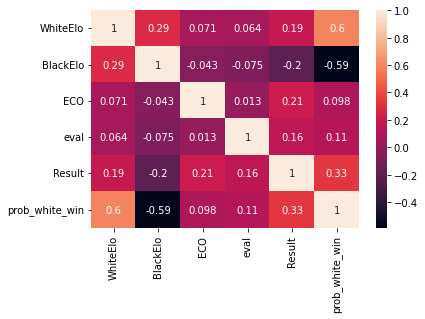 WhiteElo 1 0.29 0.071 0.064 0.19 0.6
BlackElo 0.29 1 -0.043 -0.075 -0.2 -0.59
ECO 0.071 -0.043 1 0.013 0.21 0.098
eval 0.064 -0.075 0.013 1 0.16 0.11
Result 0.19 -0.2 0.21 0.16 1 0.33
prob_white_win 0.6 -0.59 0.098 0.11 0.33 1
WhiteElo
BlackElo
ECO
eval
Result
prob_white_win
1.0
0.8
0.6
0.4
0.2
0.0
−0.2
−0.4